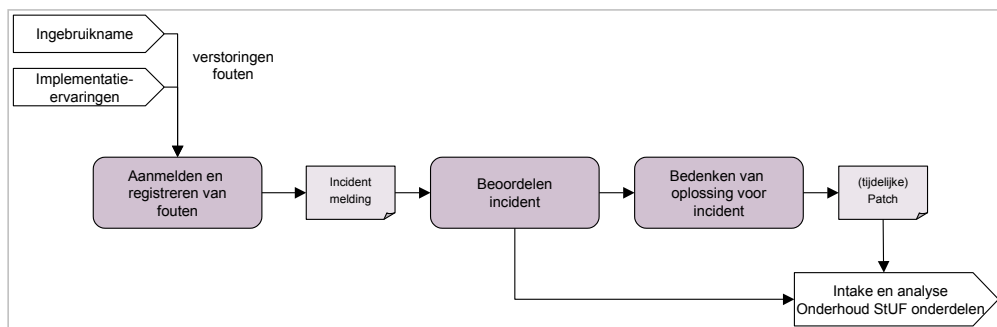 Ingebruikname
Implementatie-
ervaringen
verstoringen
fouten
Aanmelden en
registreren van
fouten
Incident
melding
Beoordelen
incident
Bedenken van
oplossing voor
incident
(tijdelijke)
Patch
Intake en analyse
Onderhoud StUF onderdelen